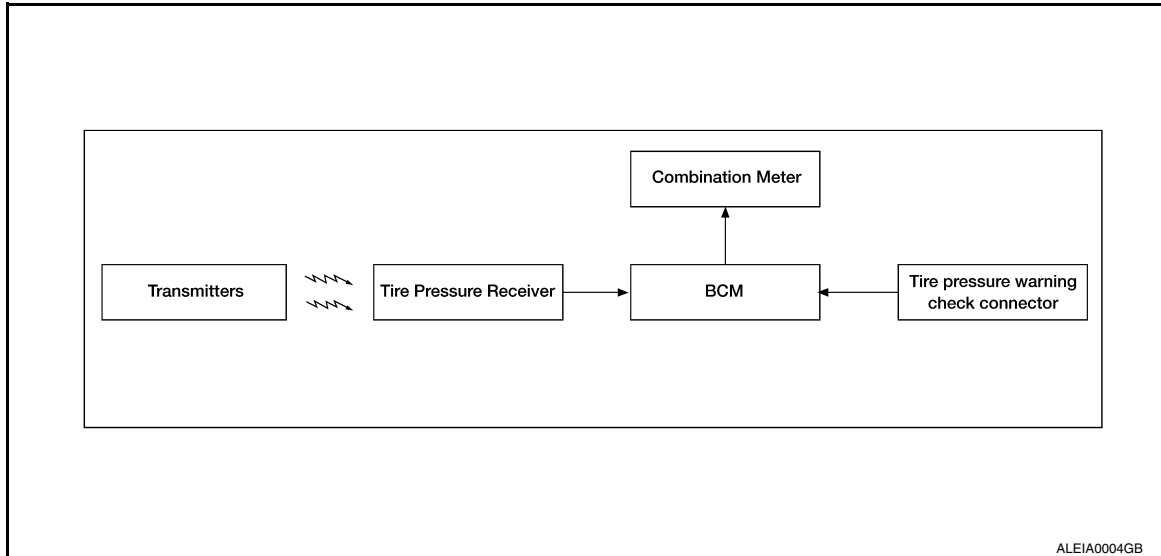 Combination Meter
Transmitters
Tire Pressure Receiver
BCM
Tire pressure warning
check connector
ALEIA0004GB